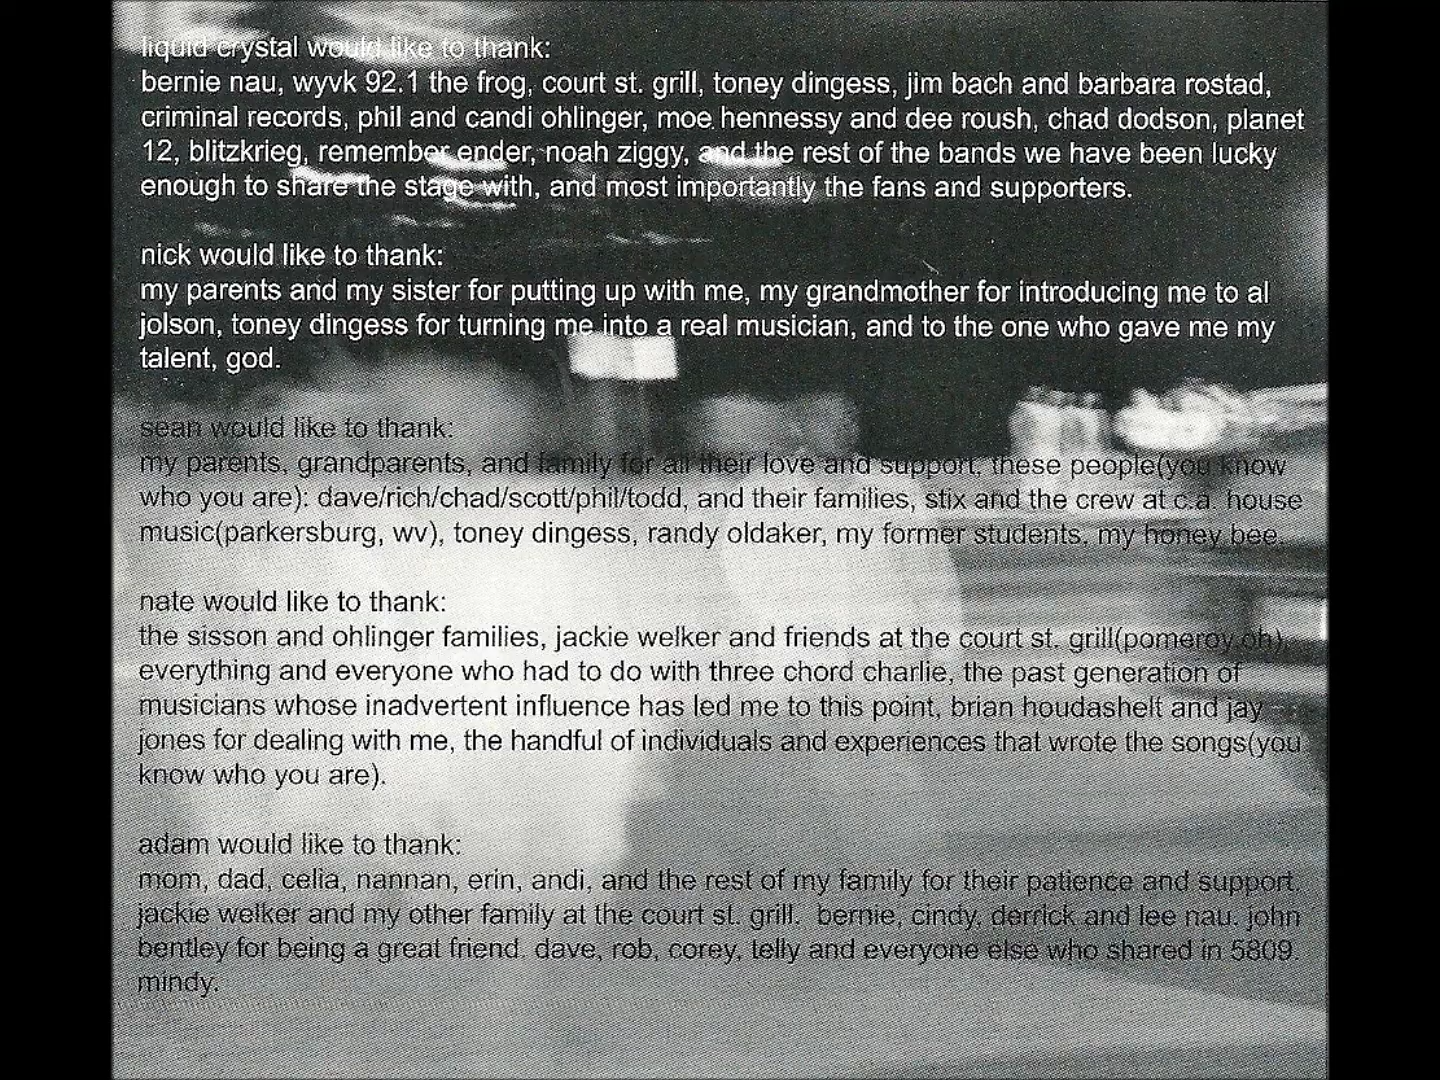 liquid crystal would like to thank:
bernie nau, wyvk 92.1 the frog, court st. grill, toney dingess, jim bach and barbara rostad,
criminal records, phil and candi ohlinger, moe hennessy and dee roush, chad dodson, planet
12, blitzkrieg, remember ender, noah ziggy, and the rest of the bands we have been lucky
enough to share the stage with, and most importantly the fans and supporters.
nick would like to thank:
my parents and my sister for putting up with me, my grandmother for introducing me to al
jolson, toney dingess for turning me into a real musician, and to the one who gave me my
talent, god.
sean would like to thank:
my parents, grandparents, and family for all their love and support, these people(you know
who you are): dave/rich/chad/scott/phil/todd, and their families, stix and the crew at c.a. house
music(parkersburg, wv), toney dingess, randy oldaker, my former students, my honey bee.
nate would like to thank:
the sisson and ohlinger families, jackie welker and friends at the court st. grill(pomeroy,oh),
everything and everyone who had to do with three chord charlie, the past generation of
musicians whose inadvertent influence has led me to this point, brian houdashelt and jay
jones for dealing with me, the handful of individuals and experiences that wrote the songs(you
know who you are).
adam would like to thank:
mom, dad, celia, nannan, erin, andi, and the rest of my family for their patience and support.
jackie welker and my other family at the court st. grill. bernie, cindy, derrick and lee nau. john
bentley for being a great friend. dave, rob, corey, telly and everyone else who shared in 5809.
mindy.